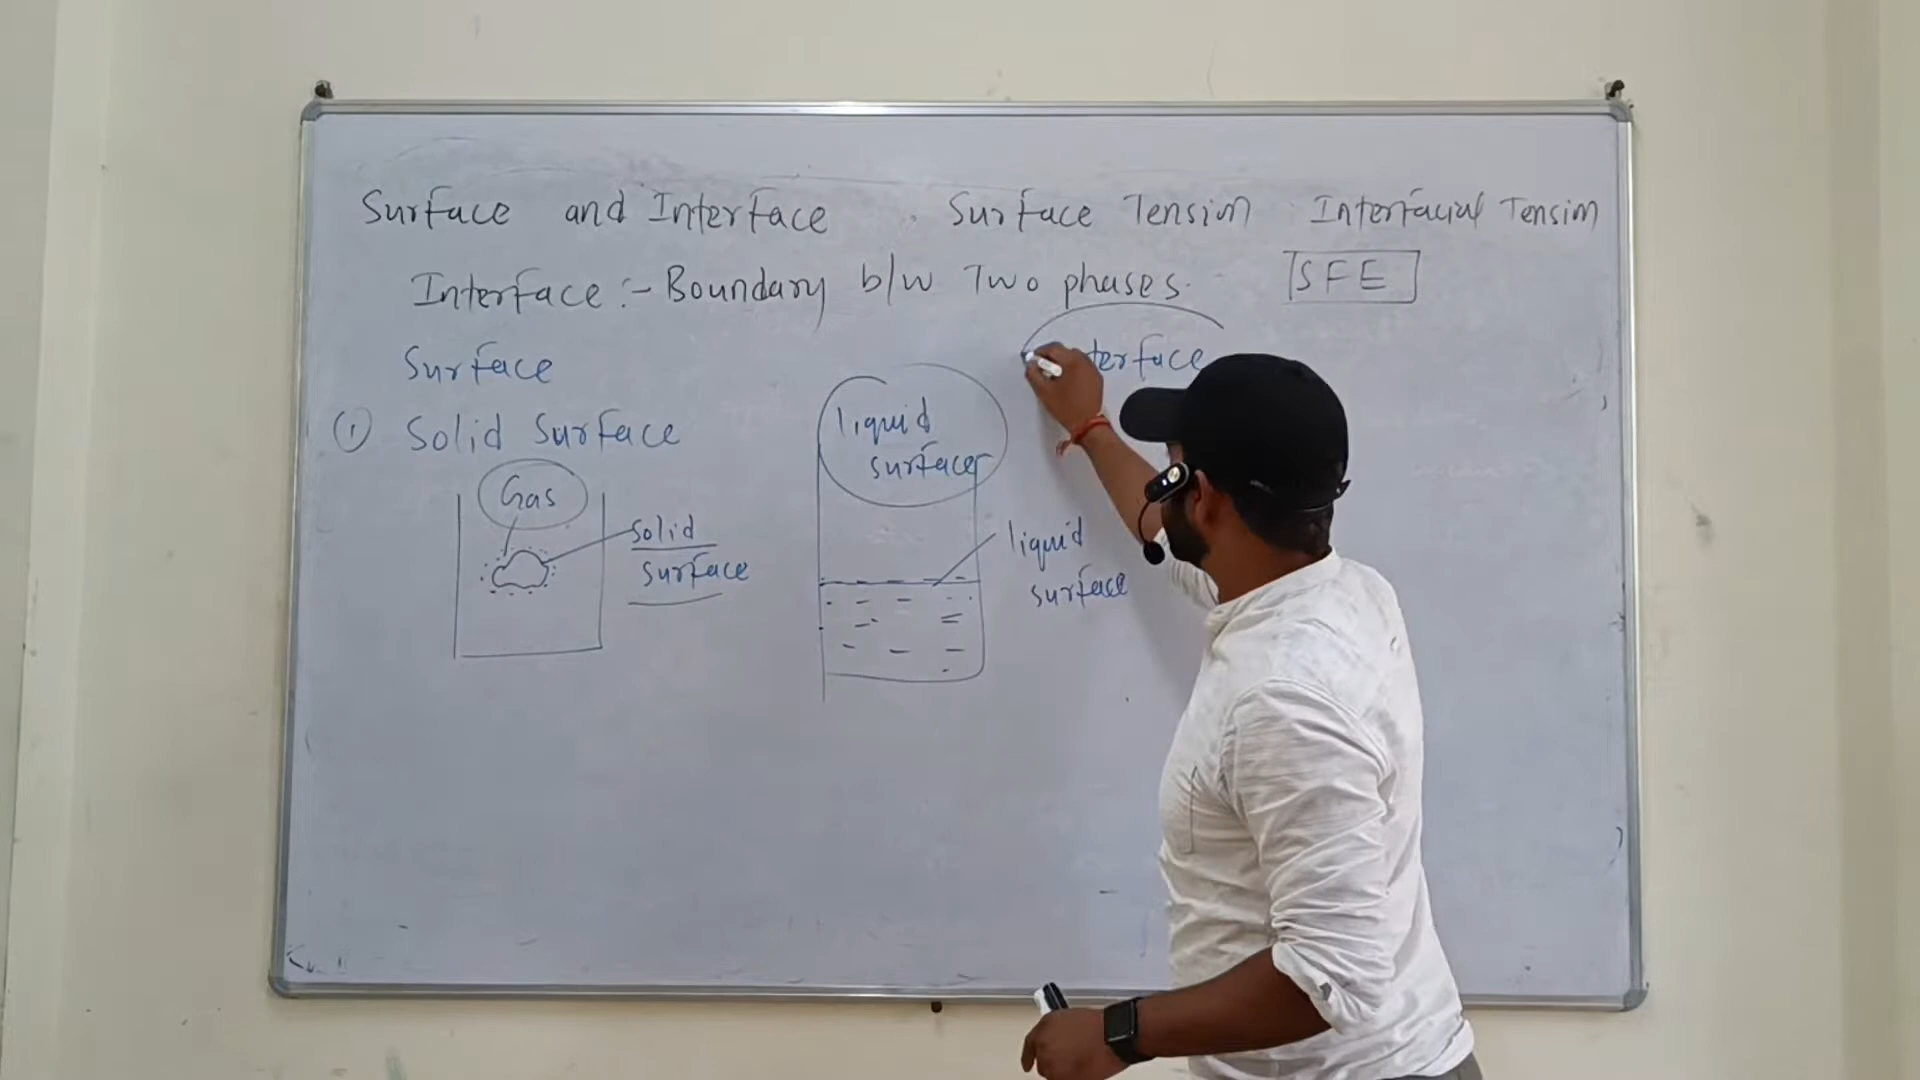 Surface and Interface . Surface Tension Interfacial Tension
Interface :- Boundary b/w Two phases.
SFE
Surface
terface
① Solid Surface
liquid
surface
Gas
Solid
surface
liquid
surface